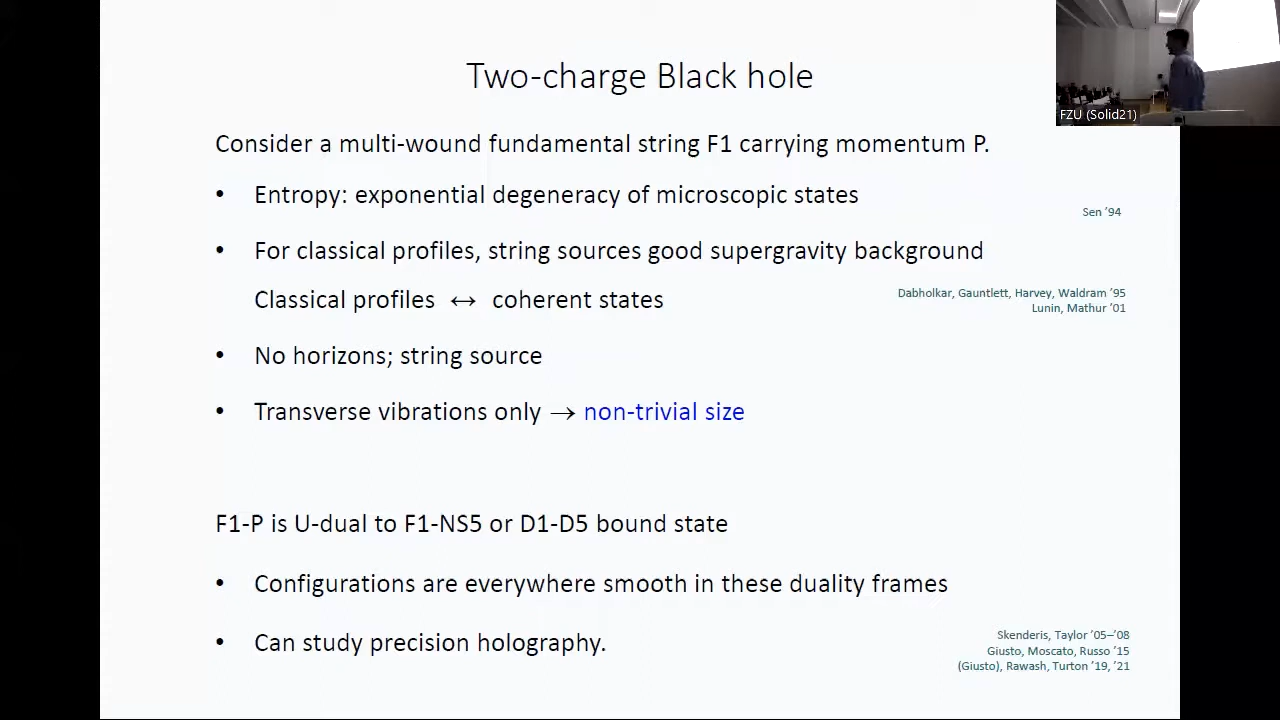 Two-charge Black hole
FZU (Solid21)
Consider a multi-wound fundamental string F1 carrying momentum P.
• Entropy: exponential degeneracy of microscopic states
Sen ’94
• For classical profiles, string sources good supergravity background
Classical profiles ↔ coherent states
Dabholkar, Gauntlett, Harvey, Waldram ’95
Lunin, Mathur ’01
• No horizons; string source
• Transverse vibrations only → non-trivial size
F1-P is U-dual to F1-NS5 or D1-D5 bound state
• Configurations are everywhere smooth in these duality frames
• Can study precision holography.
Skenderis, Taylor ’05–’08
Giusto, Moscato, Russo ’15
(Giusto), Rawash, Turton ’19, ’21